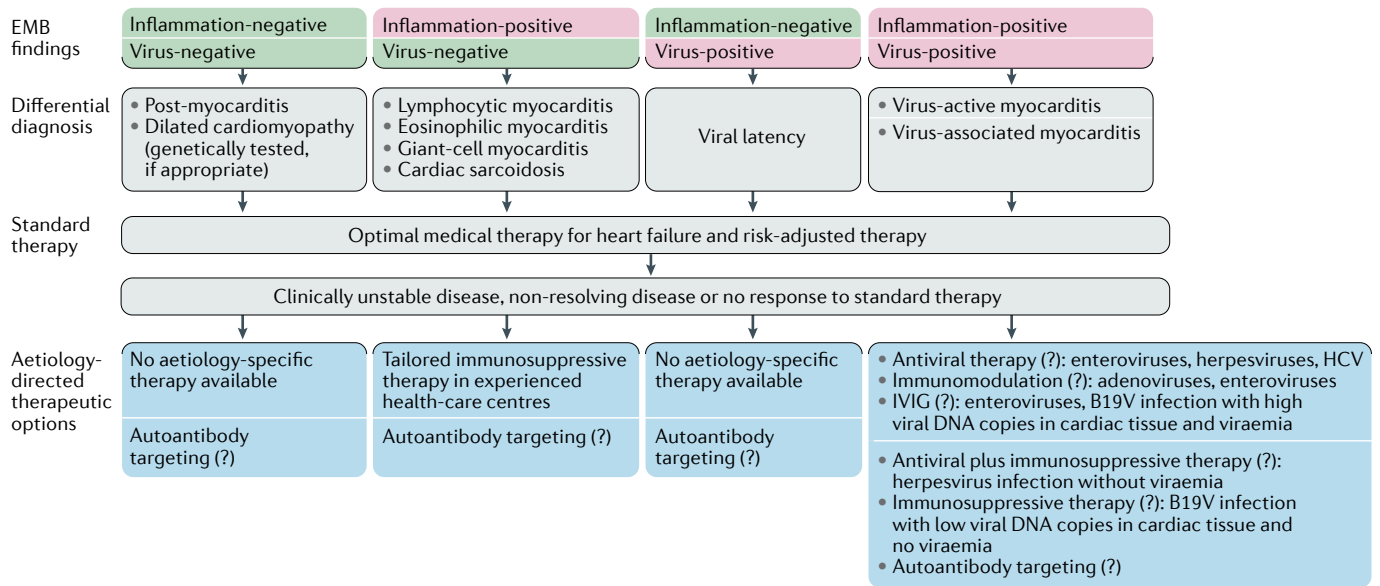 EMB
findings
Inflammation-negative
Virus-negative
Inflammation-positive
Virus-negative
Inflammation-negative
Virus-positive
Inflammation-positive
Virus-positive
Differential
diagnosis
• Post-myocarditis
• Dilated cardiomyopathy
(genetically tested,
if appropriate)
• Lymphocytic myocarditis
• Eosinophilic myocarditis
• Giant-cell myocarditis
• Cardiac sarcoidosis
Viral latency
• Virus-active myocarditis
• Virus-associated myocarditis
Standard
therapy
Optimal medical therapy for heart failure and risk-adjusted therapy
Clinically unstable disease, non-resolving disease or no response to standard therapy
Aetiology-
directed
therapeutic
options
No aetiology-specific
therapy available
Autoantibody
targeting (?)
Tailored immunosuppressive
therapy in experienced
health-care centres
Autoantibody targeting (?)
No aetiology-specific
therapy available
Autoantibody
targeting (?)
• Antiviral therapy (?): enteroviruses, herpesviruses, HCV
• Immunomodulation (?): adenoviruses, enteroviruses
• IVIG (?): enteroviruses, B19V infection with high
viral DNA copies in cardiac tissue and viraemia
• Antiviral plus immunosuppressive therapy (?):
herpesvirus infection without viraemia
• Immunosuppressive therapy (?): B19V infection
with low viral DNA copies in cardiac tissue and
no viraemia
• Autoantibody targeting (?)